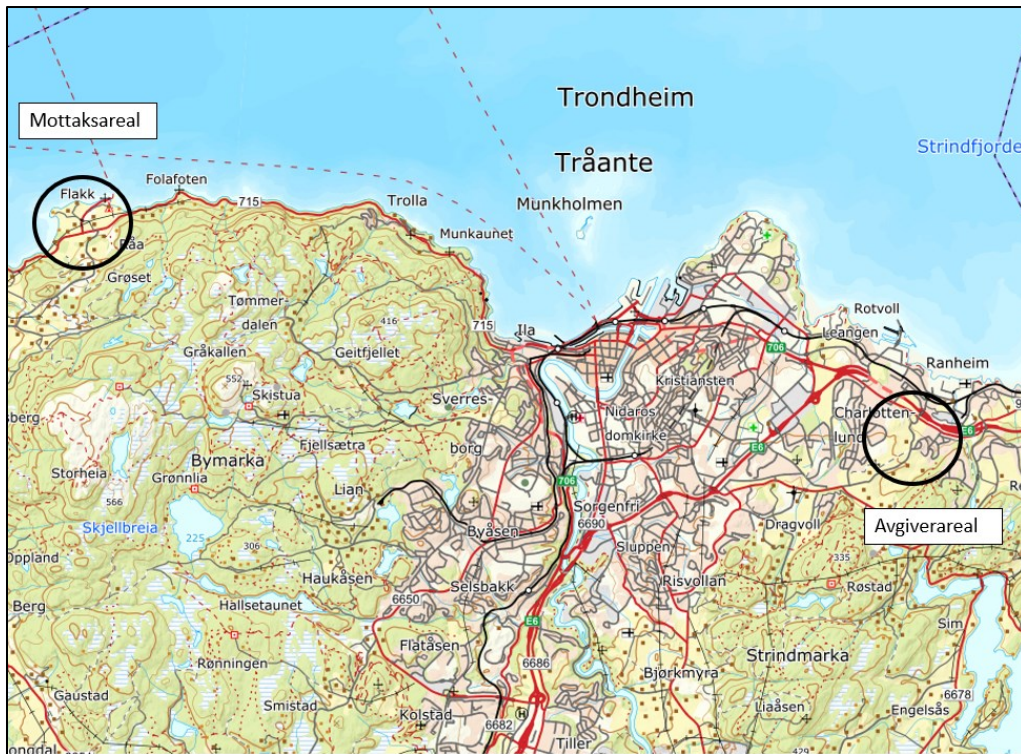 Trondheim
Tråante
Mottaksareal
Strindfjorde
Folafoten
Flakk
715
Trolla
Munkholmen
Munkaunet
Råa
Grøset
Rotvoll
Tømmer-
dalen
416
715
Ila
Leangen
Gråkallen
Geitfjellet
706
Ranheim
552
Skistua
Kristiansten
Sverres-
borg
Nidaros
domkirke
Charlotten-
lund
E6
Fjellsætra
E6
Bymarka
Storheia
Grønnlia
Lian
706
566
Sorgenfri
Skjellbreia
6690
Dragvoll
Avgiverareal
225
Byåsen
306
Sluppen
335
Oppland
Haukåsen
Selsbakk
Risvollan
Røstad
Berg
Hallsetaunet
6650
E6
Sim
Flatåsen
Rønningen
6686
Bjørkmyra
Strindmarka
Gaustad
6678
Smistad
Kolstad
6682
H
Liaåsen
Engelsås
Tiller
429